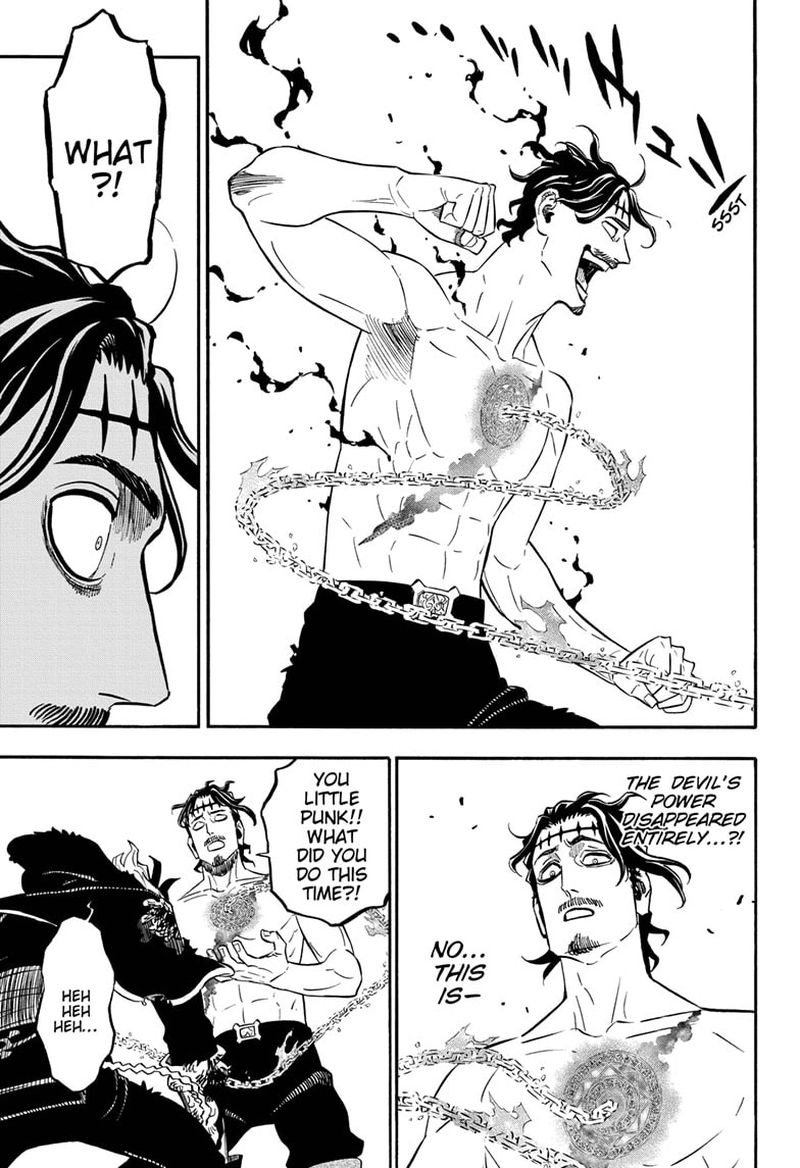 SSST
WHAT
?!
THE DEVIL'S
POWER
DISAPPEARED
ENTIRELY...?!
NO...
THIS
IS–
YOU
LITTLE
PUNK!!
WHAT
DID YOU
DO THIS
TIME?!
HEH
HEH
HEH...